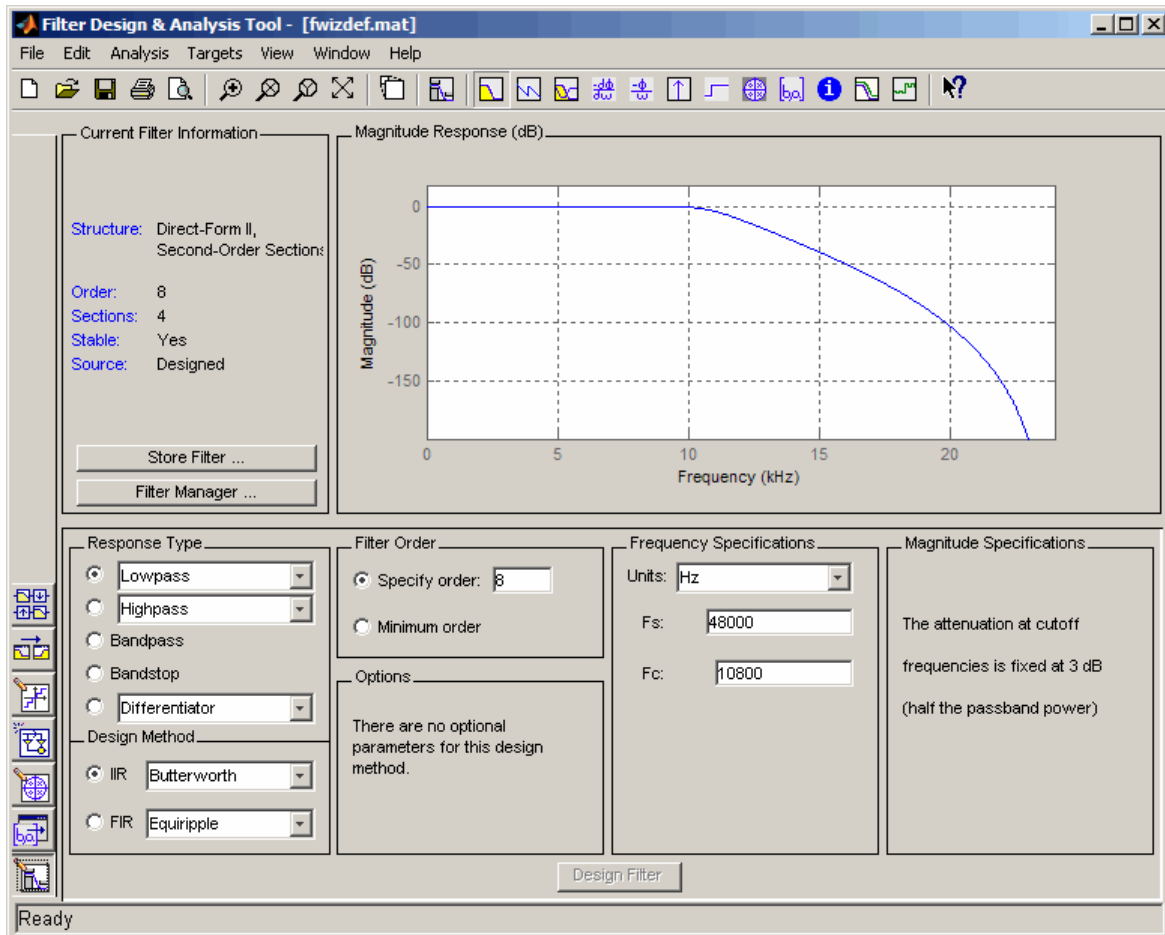 Filter Design & Analysis Tool - [fwizdef.mat]
File Edit Analysis Targets View Window Help
Current Filter Information
Structure: Direct-Form II,
Second-Order Sections
Order: 8
Sections: 4
Stable: Yes
Source: Designed
Store Filter ...
Filter Manager ...
Magnitude Response (dB)
Magnitude (dB)
0
-50
-100
-150
0 5 10 15 20
Frequency (kHz)
Response Type
Lowpass
Highpass
Bandpass
Bandstop
Differentiator
Design Method
IIR Butterworth
FIR Equiripple
Filter Order
Specify order: 8
Minimum order
Options
There are no optional
parameters for this design
method.
Frequency Specifications
Units: Hz
Fs: 48000
Fc: 10800
Magnitude Specifications
The attenuation at cutoff
frequencies is fixed at 3 dB
(half the passband power)
Design Filter
Ready